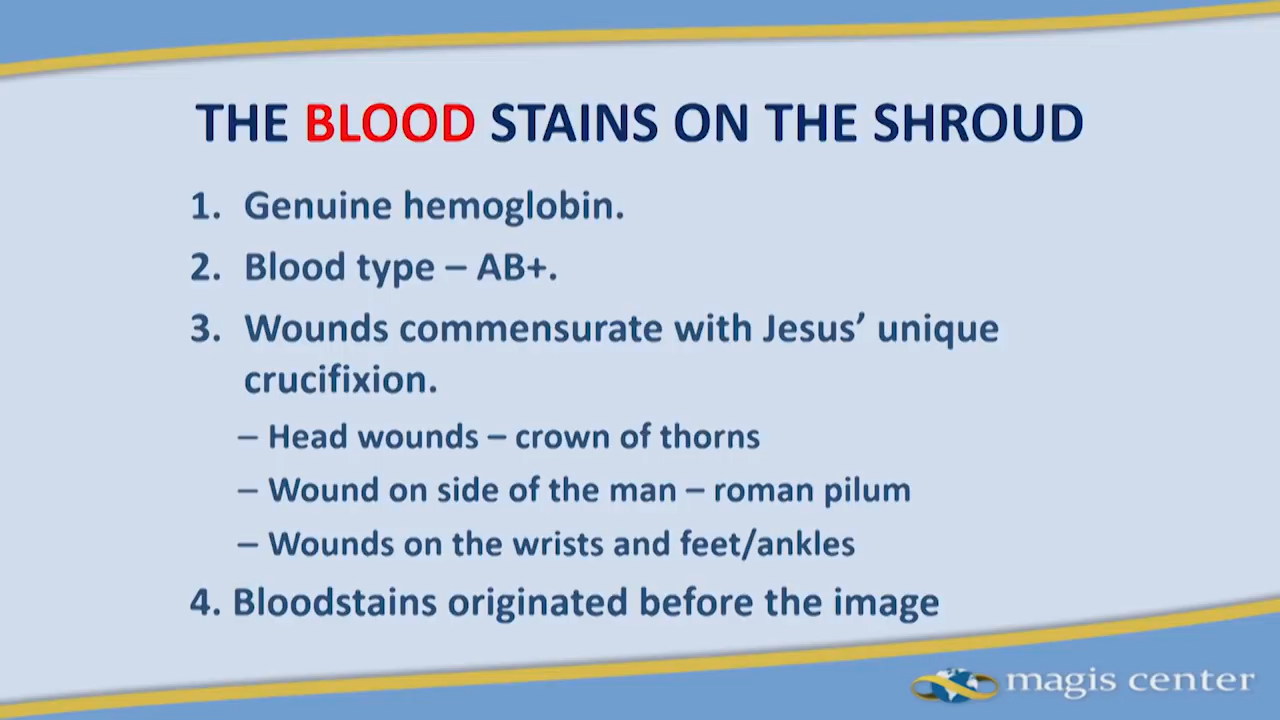 THE BLOOD STAINS ON THE SHROUD
1. Genuine hemoglobin.
2. Blood type – AB+.
3. Wounds commensurate with Jesus’ unique
crucifixion.
– Head wounds – crown of thorns
– Wound on side of the man – roman pilum
– Wounds on the wrists and feet/ankles
4. Bloodstains originated before the image
magis center